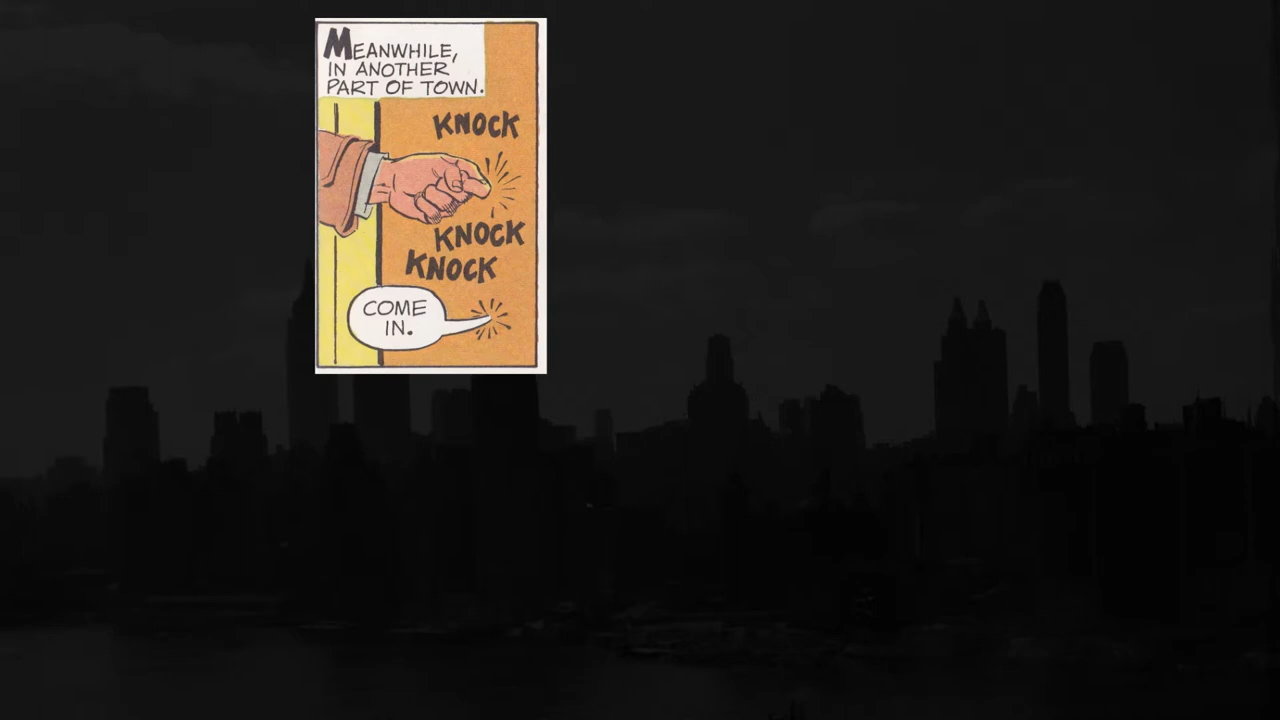 MEANWHILE,
IN ANOTHER
PART OF TOWN.
KNOCK
KNOCK
KNOCK
COME
IN.